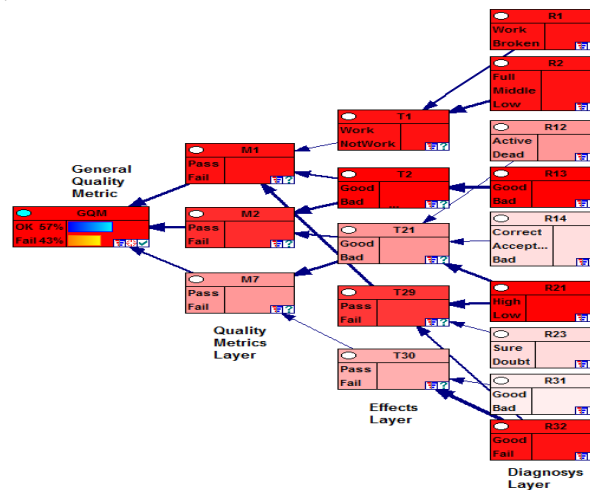 General
Quality
Metric
GQM
OK 57%
Fail 43%
M1
Pass
Fail
M2
Pass
Fail
M7
Pass
Fail
Quality
Metrics
Layer
T1
Work
NotWork
T2
Good
Bad ...
T21
Good
Bad
T29
Pass
Fail
T30
Pass
Fail
Effects
Layer
R1
Work
Broken
R2
Full
Middle
Low
R12
Active
Dead
R13
Good
Bad
R14
Correct
Accept...
Bad
R21
High
Low
R23
Sure
Doubt
R31
Good
Bad
R32
Good
Fail
Diagnosys
Layer